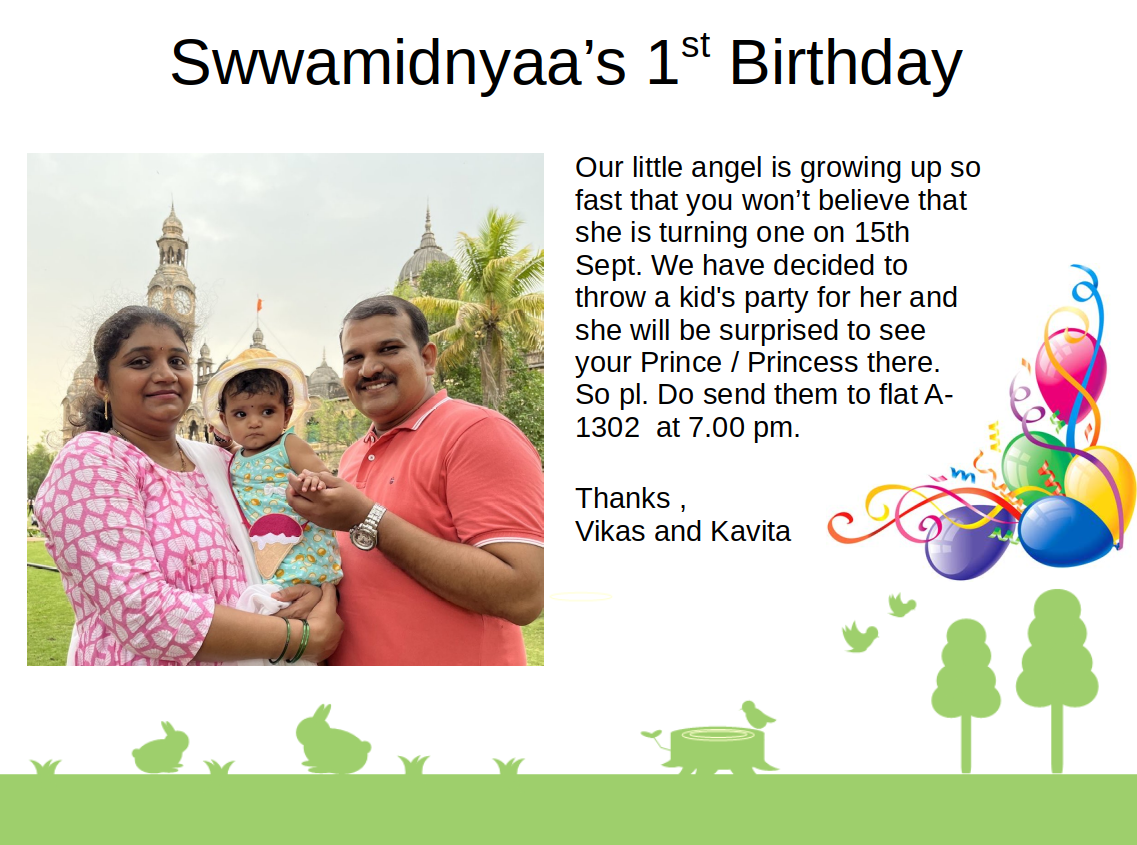 Swwamidnyaa’s 1st Birthday
Our little angel is growing up so
fast that you won’t believe that
she is turning one on 15th
Sept. We have decided to
throw a kid's party for her and
she will be surprised to see
your Prince / Princess there.
So pl. Do send them to flat A-
1302  at 7.00 pm.
Thanks ,
Vikas and Kavita